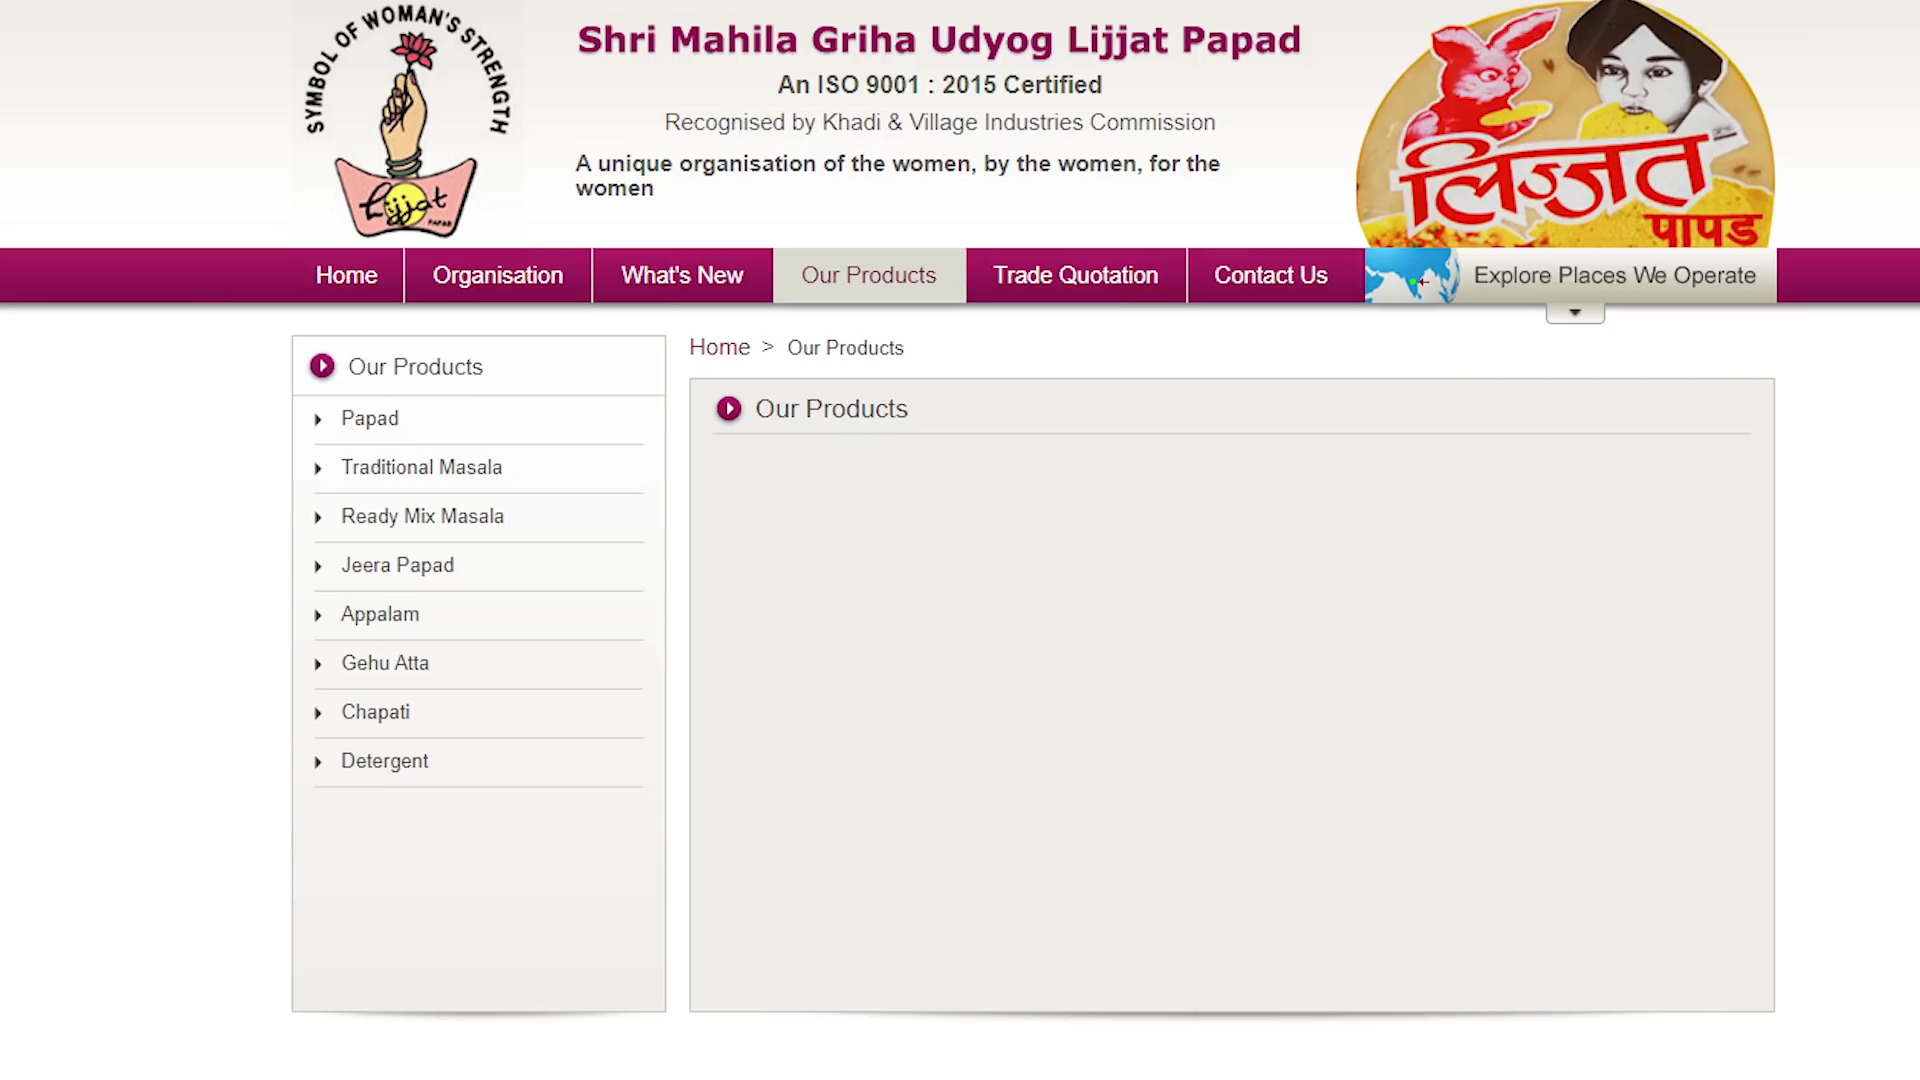 SYMBOL OF WOMAN'S STRENGTH
Lijjat
PAPAD
Shri Mahila Griha Udyog Lijjat Papad
An ISO 9001 : 2015 Certified
Recognised by Khadi & Village Industries Commission
A unique organisation of the women, by the women, for the
women
लिज्जत
पापड
Home
Organisation
What's New
Our Products
Trade Quotation
Contact Us
Explore Places We Operate
Our Products
Papad
Traditional Masala
Ready Mix Masala
Jeera Papad
Appalam
Gehu Atta
Chapati
Detergent
Home > Our Products
Our Products